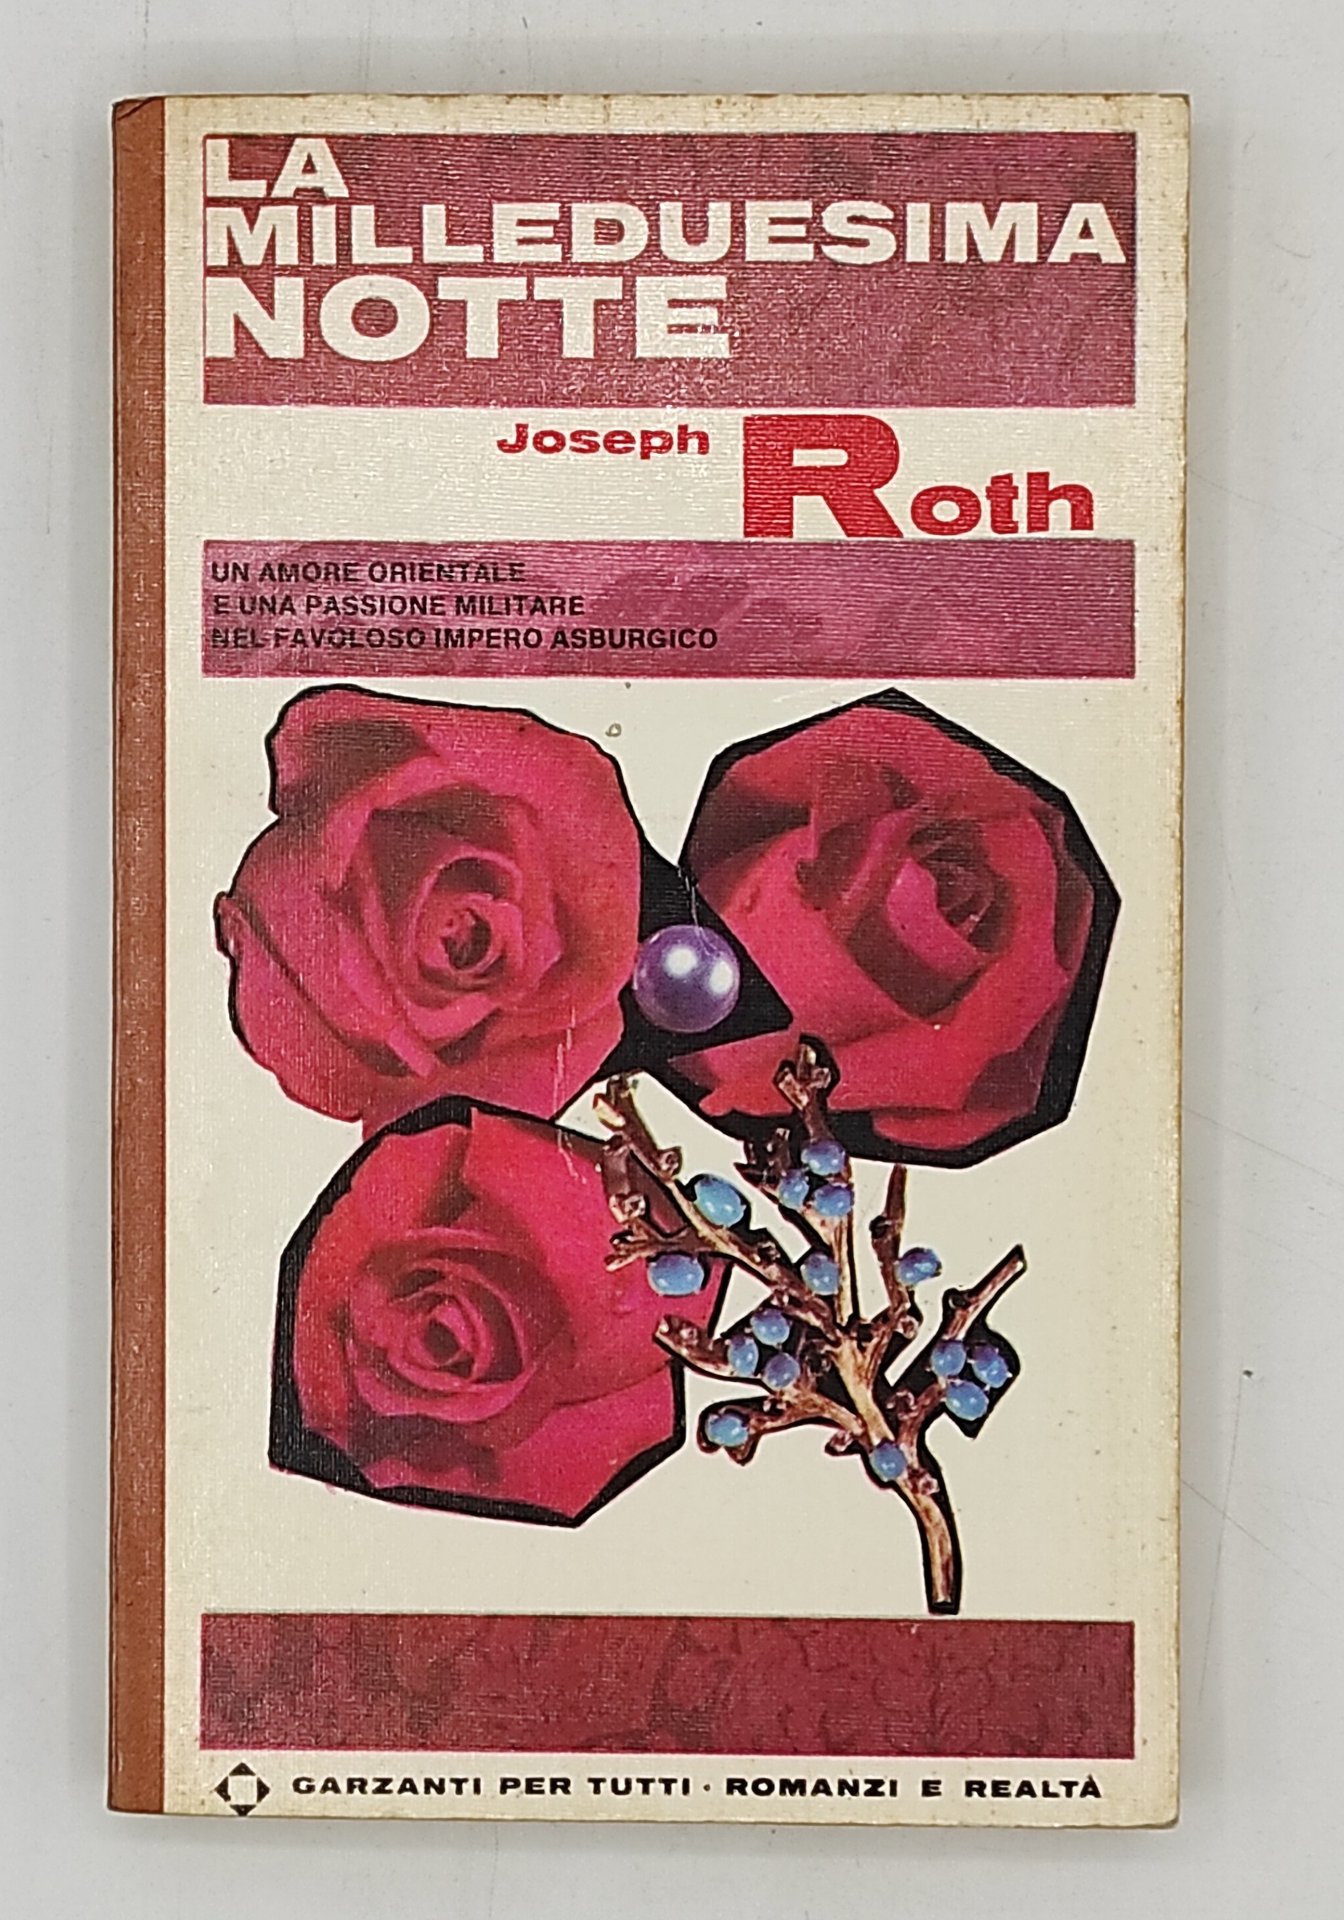 LA
MILLEDUESIMA
NOTTE
Joseph Roth
UN AMORE ORIENTALE
E UNA PASSIONE MILITARE
NEL FAVOLOSO IMPERO ASBURGICO
GARZANTI PER TUTTI · ROMANZI E REALTÀ